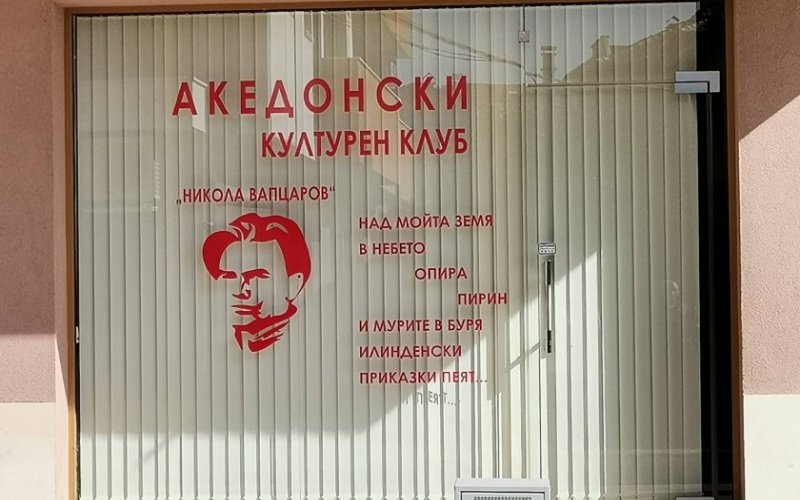 АКЕДОНСКИ
КУЛТУРЕН КЛУБ
„НИКОЛА ВАПЦАРОВ“
НАД МОЙТА ЗЕМЯ
В НЕБЕТО
ОПИРА
ПИРИН
И МУРИТЕ В БУРЯ
ИЛИНДЕНСКИ
ПРИКАЗКИ ПЕЯТ...